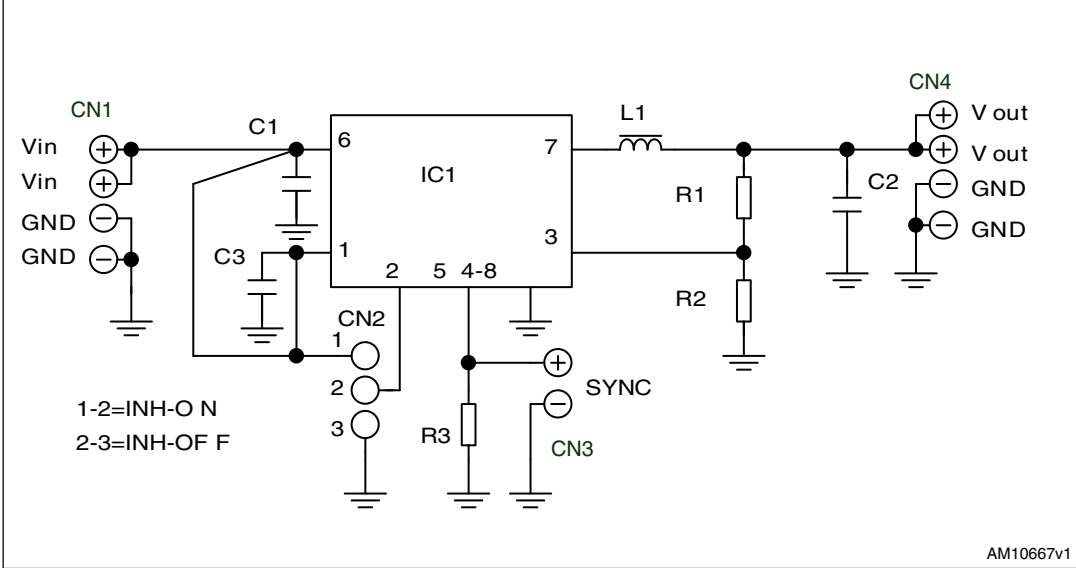 CN1
CN4
C1
L1
V out
Vin
6
7
V out
IC1
Vin
C2
GND
R1
GND
GND
C3
1
3
GND
2
5
4-8
R2
CN2
1
2
SYNC
1-2=INH-O N
3
R3
2-3=INH-OF F
CN3
AM10667v1